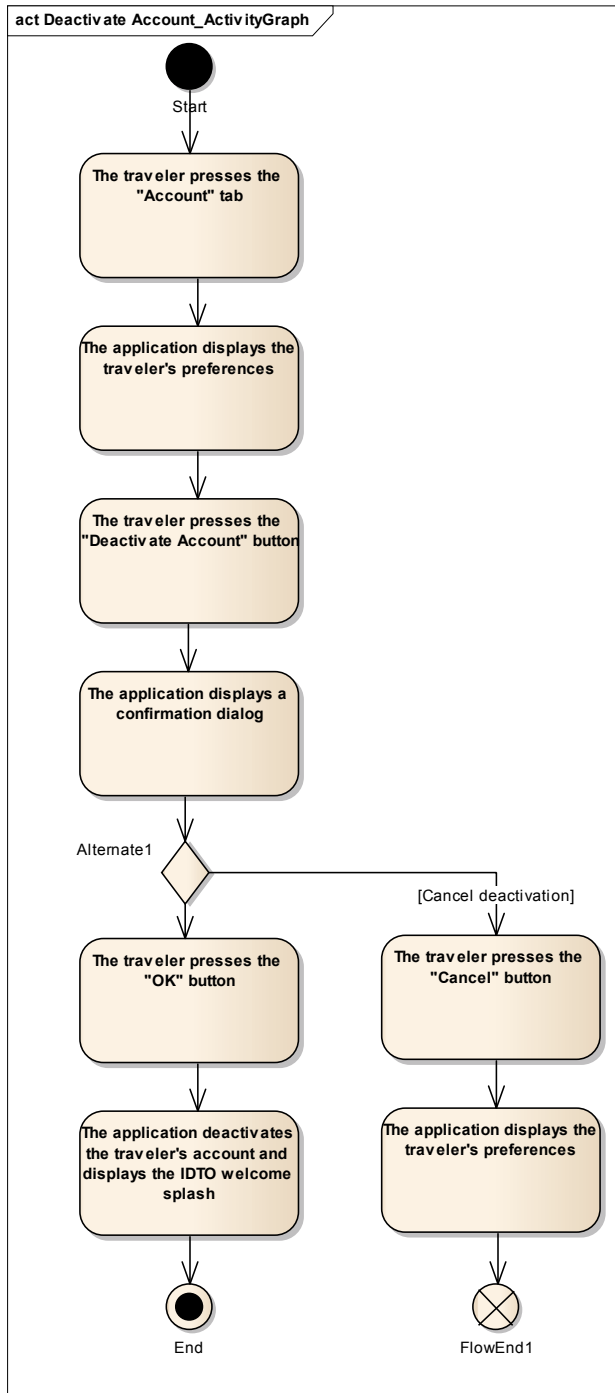 act Deactivate Account_ActivityGraph
Start
The traveler presses the
"Account" tab
The application displays the
traveler's preferences
The traveler presses the
"Deactivate Account" button
The application displays a
confirmation dialog
Alternate1
[Cancel deactivation]
The traveler presses the
"OK" button
The traveler presses the
"Cancel" button
The application deactivates
the traveler's account and
displays the IDTO welcome
splash
The application displays the
traveler's preferences
End
FlowEnd1